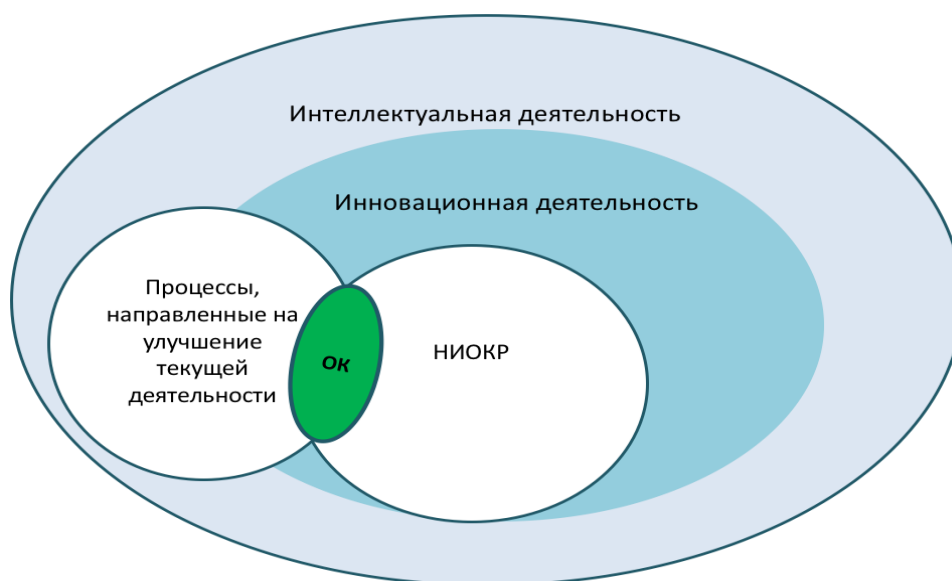 Интеллектуальная деятельность
Инновационная деятельность
Процессы,
направленные на
улучшение
текущей
деятельности
ОК
НИОКР